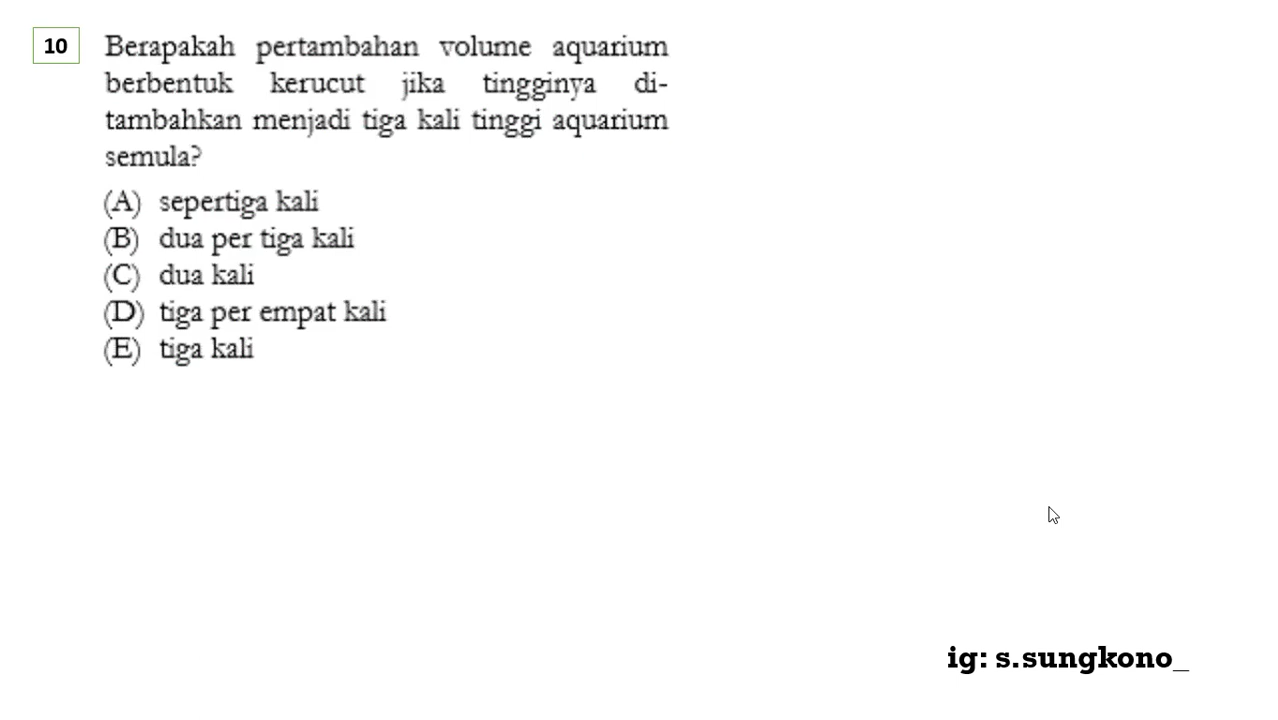 10
Berapakah pertambahan volume aquarium
berbentuk kerucut jika tingginya di-
tambahkan menjadi tiga kali tinggi aquarium
semula?
(A) sepertiga kali
(B) dua per tiga kali
(C) dua kali
(D) tiga per empat kali
(E) tiga kali
ig: s.sungkono_